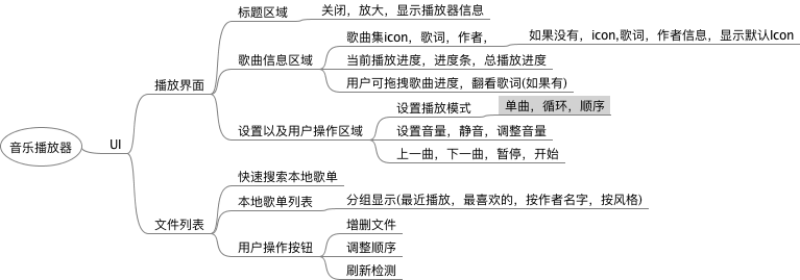 音乐播放器
UI
播放界面
标题区域
关闭，放大，显示播放器信息
歌曲信息区域
歌曲集icon，歌词，作者，
如果没有，icon,歌词，作者信息，显示默认Icon
当前播放进度，进度条，总播放进度
用户可拖拽歌曲进度，翻看歌词(如果有)
设置以及用户操作区域
设置播放模式
单曲，循环，顺序
设置音量，静音，调整音量
上一曲，下一曲，暂停，开始
文件列表
快速搜索本地歌单
本地歌单列表
分组显示(最近播放，最喜欢的，按作者名字，按风格)
用户操作按钮
增删文件
调整顺序
刷新检测